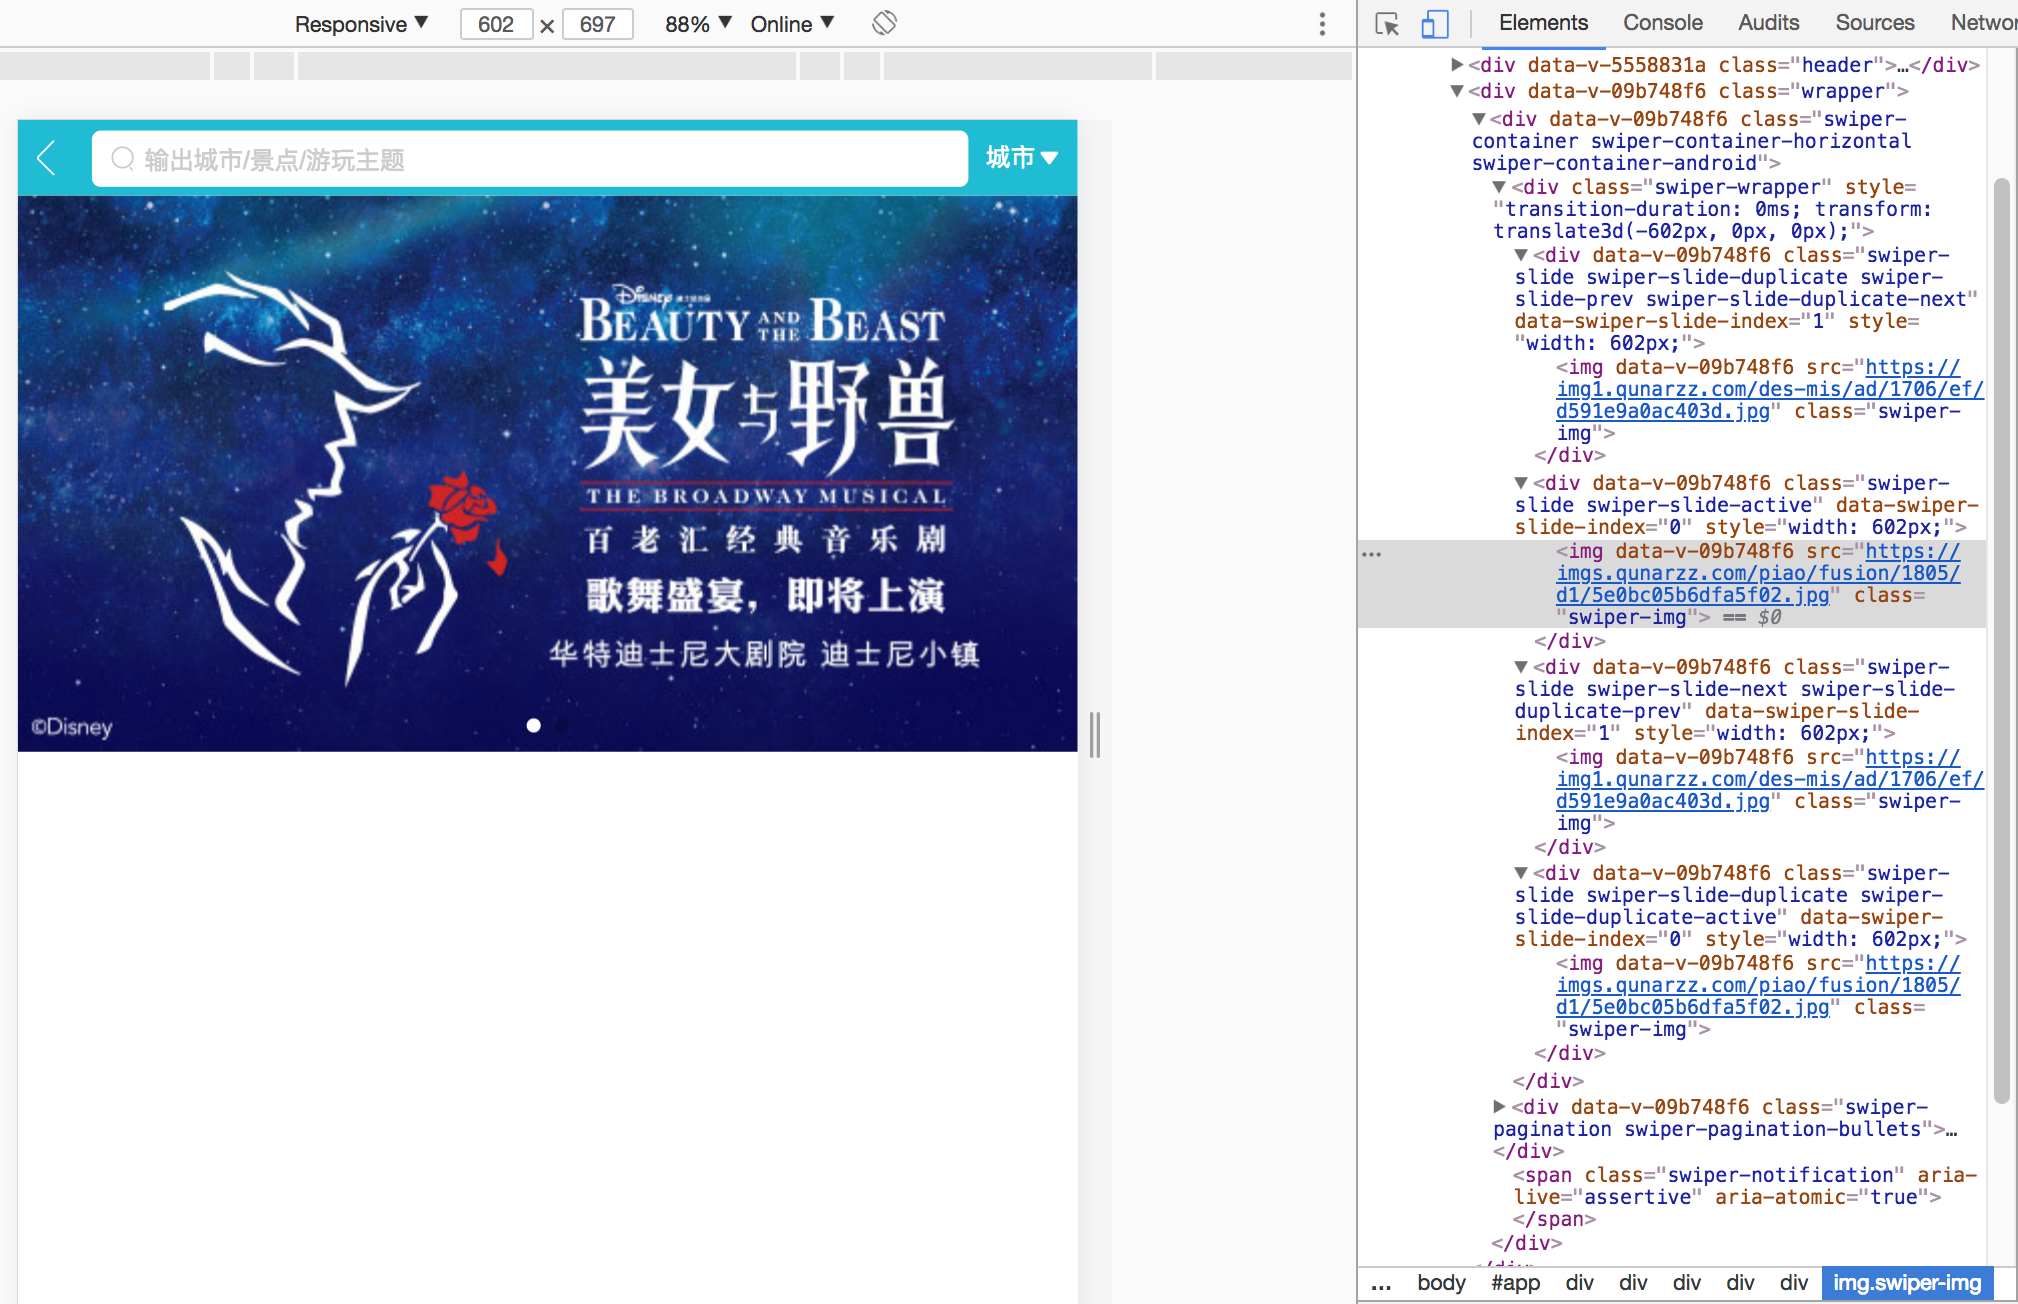 Responsive ▼ 602 × 697 88% ▼ Online ▼
输出城市/景点/游玩主题 城市
Disney
BEAUTY AND THE BEAST
美女与野兽
THE BROADWAY MUSICAL
百老汇经典音乐剧
歌舞盛宴，即将上演
华特迪士尼大剧院 迪士尼小镇
©Disney
Elements Console Audits Sources Networ
▶<div data-v-5558831a class="header">…</div>
▼<div data-v-09b748f6 class="wrapper">
▼<div data-v-09b748f6 class="swiper-
container swiper-container-horizontal
swiper-container-android">
▼<div class="swiper-wrapper" style=
"transition-duration: 0ms; transform:
translate3d(-602px, 0px, 0px);">
▼<div data-v-09b748f6 class="swiper-
slide swiper-slide-duplicate swiper-
slide-prev swiper-slide-duplicate-next"
data-swiper-slide-index="1" style=
"width: 602px;">
<img data-v-09b748f6 src="https://
img1.qunarzz.com/des-mis/ad/1706/ef/
d591e9a0ac403d.jpg" class="swiper-
img">
</div>
▼<div data-v-09b748f6 class="swiper-
slide swiper-slide-active" data-swiper-
slide-index="0" style="width: 602px;">
… <img data-v-09b748f6 src="https://
imgs.qunarzz.com/piao/fusion/1805/
d1/5e0bc05b6dfa5f02.jpg" class=
"swiper-img"> == $0
</div>
▼<div data-v-09b748f6 class="swiper-
slide swiper-slide-next swiper-slide-
duplicate-prev" data-swiper-slide-
index="1" style="width: 602px;">
<img data-v-09b748f6 src="https://
img1.qunarzz.com/des-mis/ad/1706/ef/
d591e9a0ac403d.jpg" class="swiper-
img">
</div>
▼<div data-v-09b748f6 class="swiper-
slide swiper-slide-duplicate swiper-
slide-duplicate-active" data-swiper-
slide-index="0" style="width: 602px;">
<img data-v-09b748f6 src="https://
imgs.qunarzz.com/piao/fusion/1805/
d1/5e0bc05b6dfa5f02.jpg" class=
"swiper-img">
</div>
</div>
▶<div data-v-09b748f6 class="swiper-
pagination swiper-pagination-bullets">…
</div>
<span class="swiper-notification" aria-
live="assertive" aria-atomic="true">
</span>
</div>
… body #app div div div div div img.swiper-img